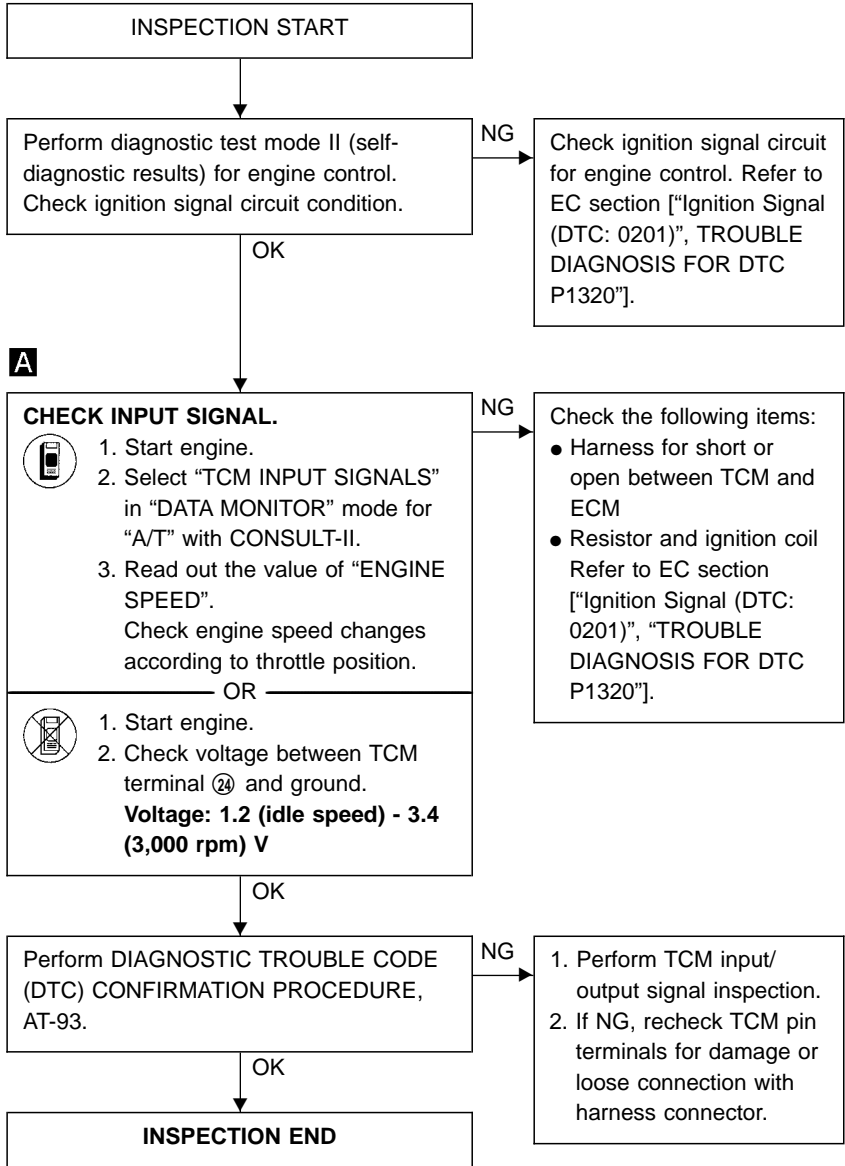 INSPECTION START
Perform diagnostic test mode II (self-
diagnostic results) for engine control.
Check ignition signal circuit condition.
NG
Check ignition signal circuit
for engine control. Refer to
EC section [“Ignition Signal
(DTC: 0201)”, TROUBLE
DIAGNOSIS FOR DTC
P1320”].
OK
A
CHECK INPUT SIGNAL.
1. Start engine.
2. Select “TCM INPUT SIGNALS”
in “DATA MONITOR” mode for
“A/T” with CONSULT-II.
3. Read out the value of “ENGINE
SPEED”.
Check engine speed changes
according to throttle position.
OR
1. Start engine.
2. Check voltage between TCM
terminal ㉔ and ground.
Voltage: 1.2 (idle speed) - 3.4
(3,000 rpm) V
NG
Check the following items:
● Harness for short or
open between TCM and
ECM
● Resistor and ignition coil
Refer to EC section
[“Ignition Signal (DTC:
0201)”, “TROUBLE
DIAGNOSIS FOR DTC
P1320”].
OK
Perform DIAGNOSTIC TROUBLE CODE
(DTC) CONFIRMATION PROCEDURE,
AT-93.
NG
1. Perform TCM input/
output signal inspection.
2. If NG, recheck TCM pin
terminals for damage or
loose connection with
harness connector.
OK
INSPECTION END